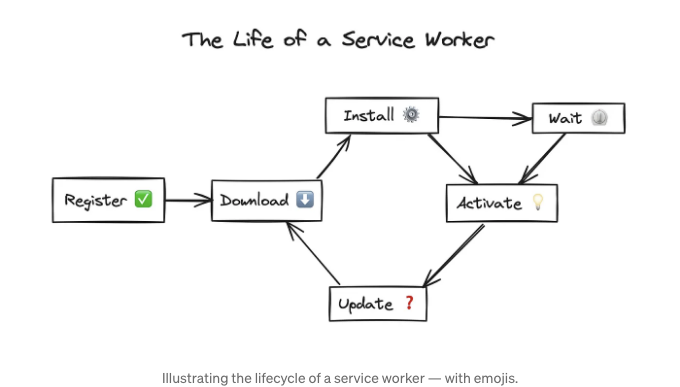 The Life of a Service Worker
Install ⚙️
Wait
Register ✅
Download ⬇️
Activate 💡
Update ❓
Illustrating the lifecycle of a service worker — with emojis.